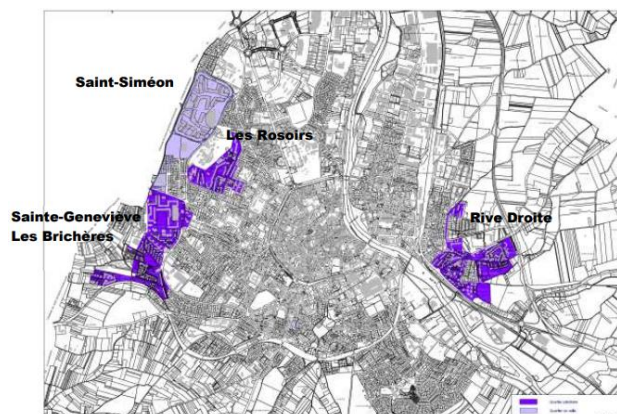 Saint-Siméon
Les Rosoirs
Sainte-Geneviève
Les Brichères
Rive Droite